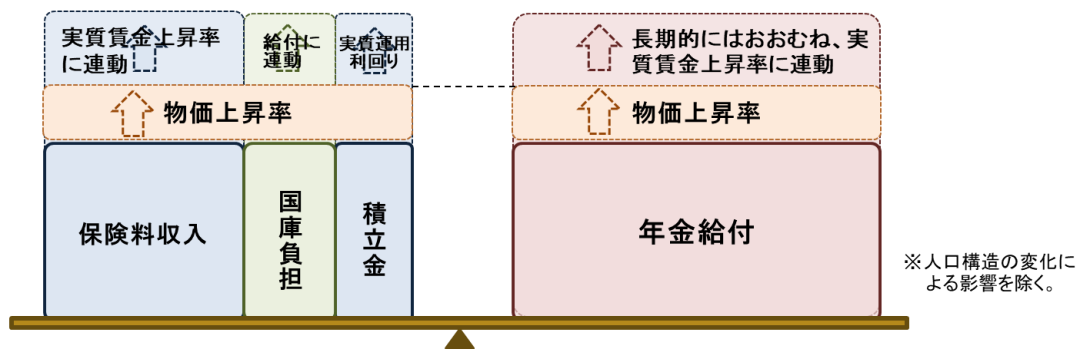 実質賃金上昇率
に連動
給付に
連動
実質運用
利回り
長期的にはおおむね、実
質賃金上昇率に連動
物価上昇率
物価上昇率
保険料収入
国庫負担
積立金
年金給付
※人口構造の変化に
よる影響を除く。